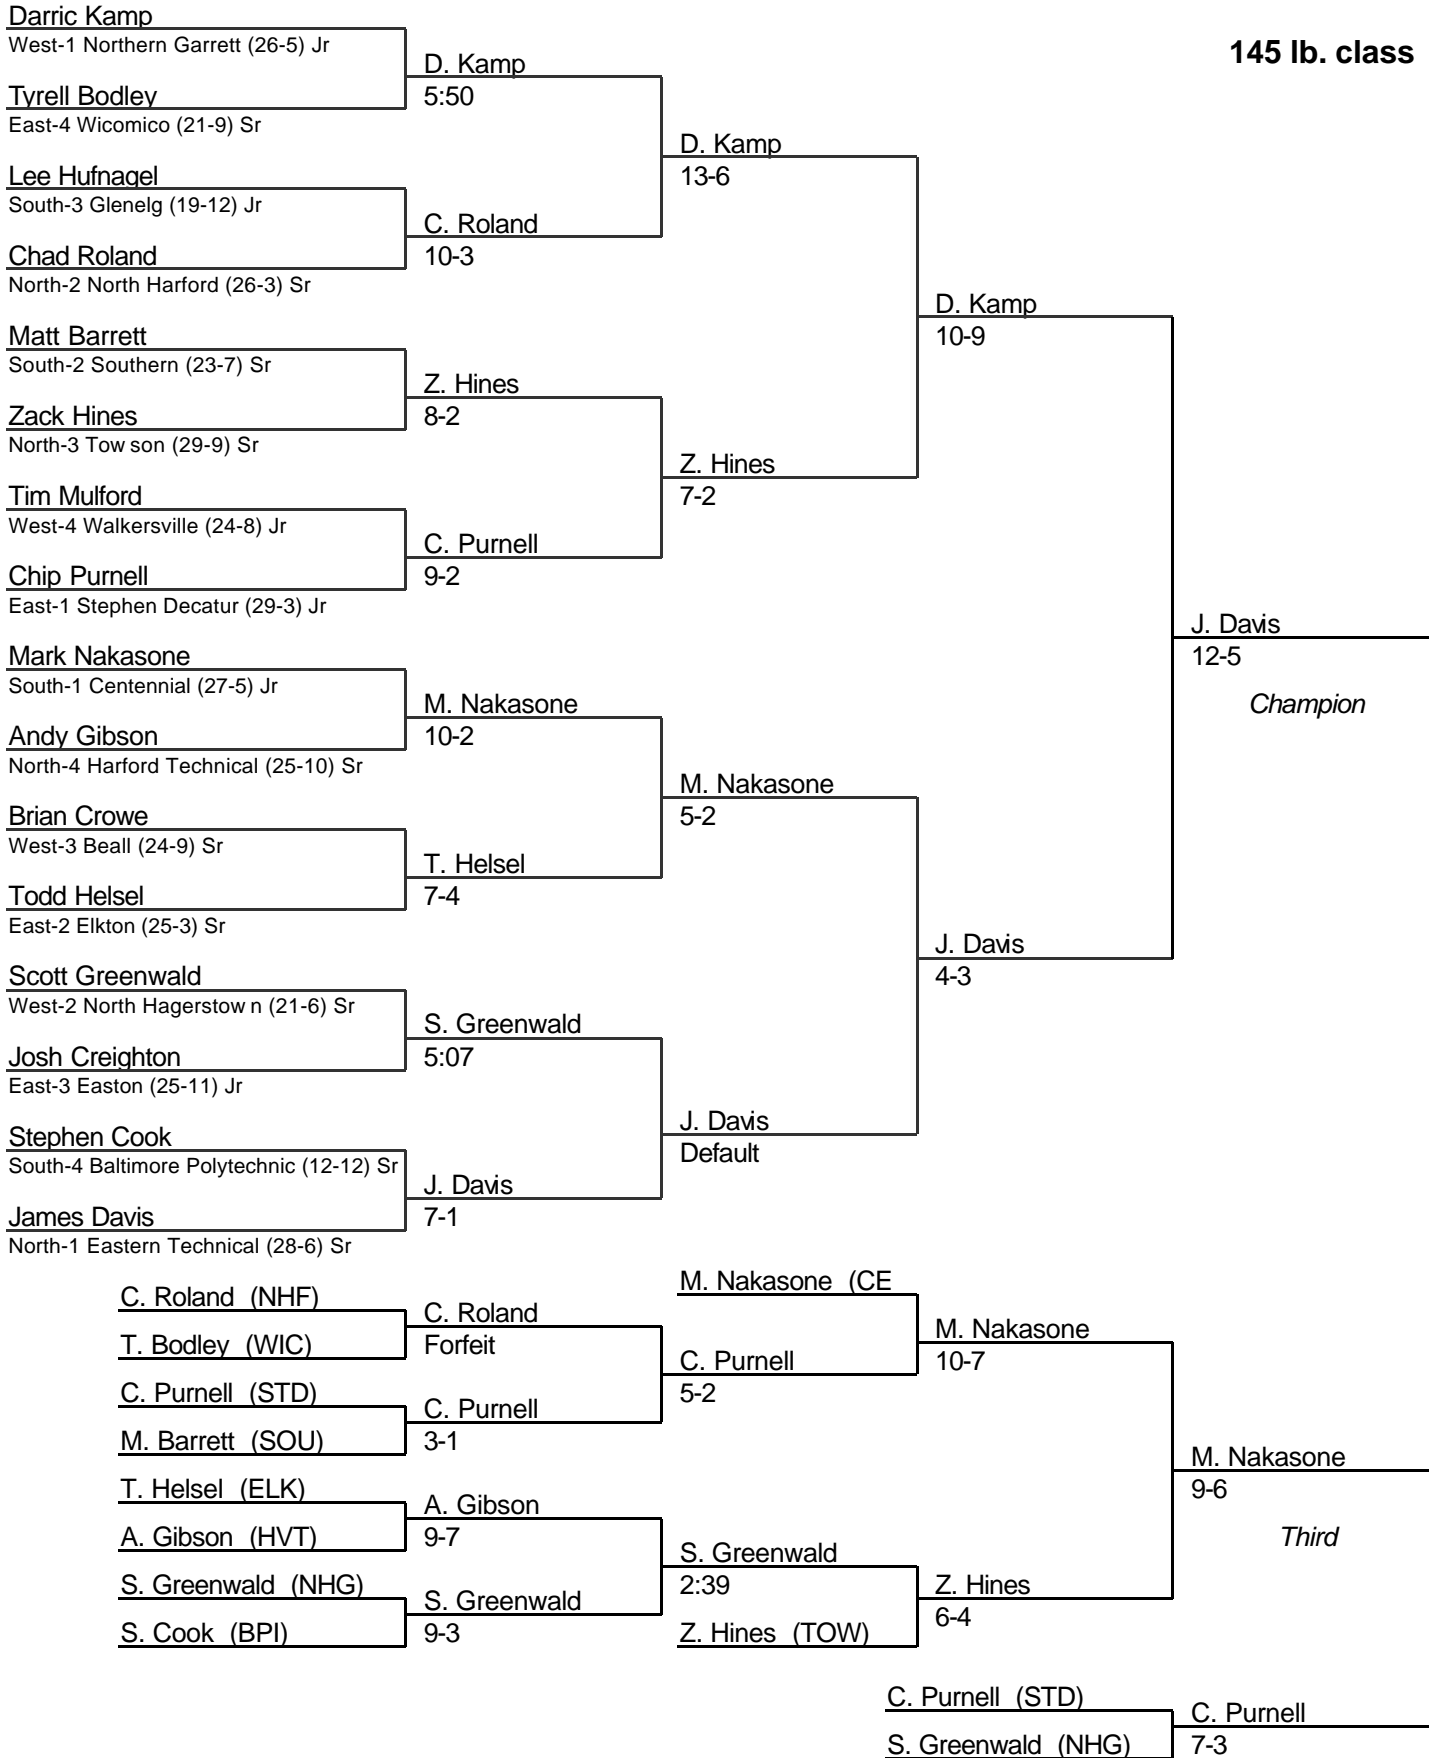 Darric Kamp
West-1 Northern Garrett (26-5) Jr
145 lb. class
D. Kamp
5:50
Tyrell Bodley
East-4 Wicomico (21-9) Sr
D. Kamp
13-6
Lee Hufnagel
South-3 Glenelg (19-12) Jr
C. Roland
10-3
Chad Roland
North-2 North Harford (26-3) Sr
D. Kamp
10-9
Matt Barrett
South-2 Southern (23-7) Sr
Z. Hines
8-2
Zack Hines
North-3 Tow son (29-9) Sr
Z. Hines
7-2
Tim Mulford
West-4 Walkersville (24-8) Jr
C. Purnell
9-2
Chip Purnell
East-1 Stephen Decatur (29-3) Jr
J. Davis
12-5
Champion
Mark Nakasone
South-1 Centennial (27-5) Jr
M. Nakasone
10-2
Andy Gibson
North-4 Harford Technical (25-10) Sr
M. Nakasone
5-2
Brian Crowe
West-3 Beall (24-9) Sr
T. Helsel
7-4
Todd Helsel
East-2 Elkton (25-3) Sr
J. Davis
4-3
Scott Greenwald
West-2 North Hagerstow n (21-6) Sr
S. Greenwald
5:07
Josh Creighton
East-3 Easton (25-11) Jr
J. Davis
Default
Stephen Cook
South-4 Baltimore Polytechnic (12-12) Sr
J. Davis
7-1
James Davis
North-1 Eastern Technical (28-6) Sr
C. Roland (NHF)
C. Roland
Forfeit
T. Bodley (WIC)
M. Nakasone (CE
M. Nakasone
10-7
C. Purnell
5-2
C. Purnell (STD)
C. Purnell
3-1
M. Barrett (SOU)
M. Nakasone
9-6
Third
T. Helsel (ELK)
A. Gibson
9-7
A. Gibson (HVT)
S. Greenwald
2:39
S. Greenwald (NHG)
S. Greenwald
9-3
S. Cook (BPI)
Z. Hines
6-4
Z. Hines (TOW)
C. Purnell (STD)
C. Purnell
7-3
S. Greenwald (NHG)